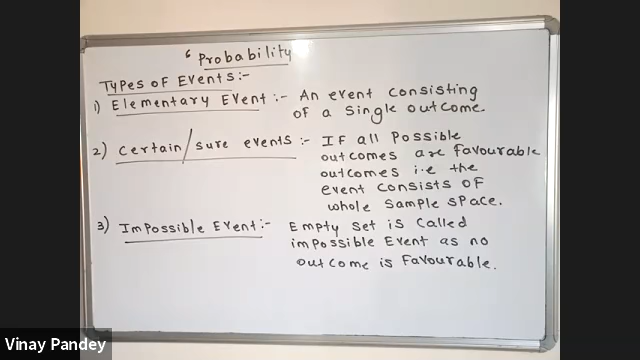 Probability
Types of Events:-
1) Elementary Event :- An event consisting
of a single outcome.
2) Certain/sure events :- If all possible
outcomes are favourable
outcomes i.e the
event consists of
whole sample space.
3) Impossible Event:- Empty set is called
impossible Event as no
outcome is favourable.
Vinay Pandey